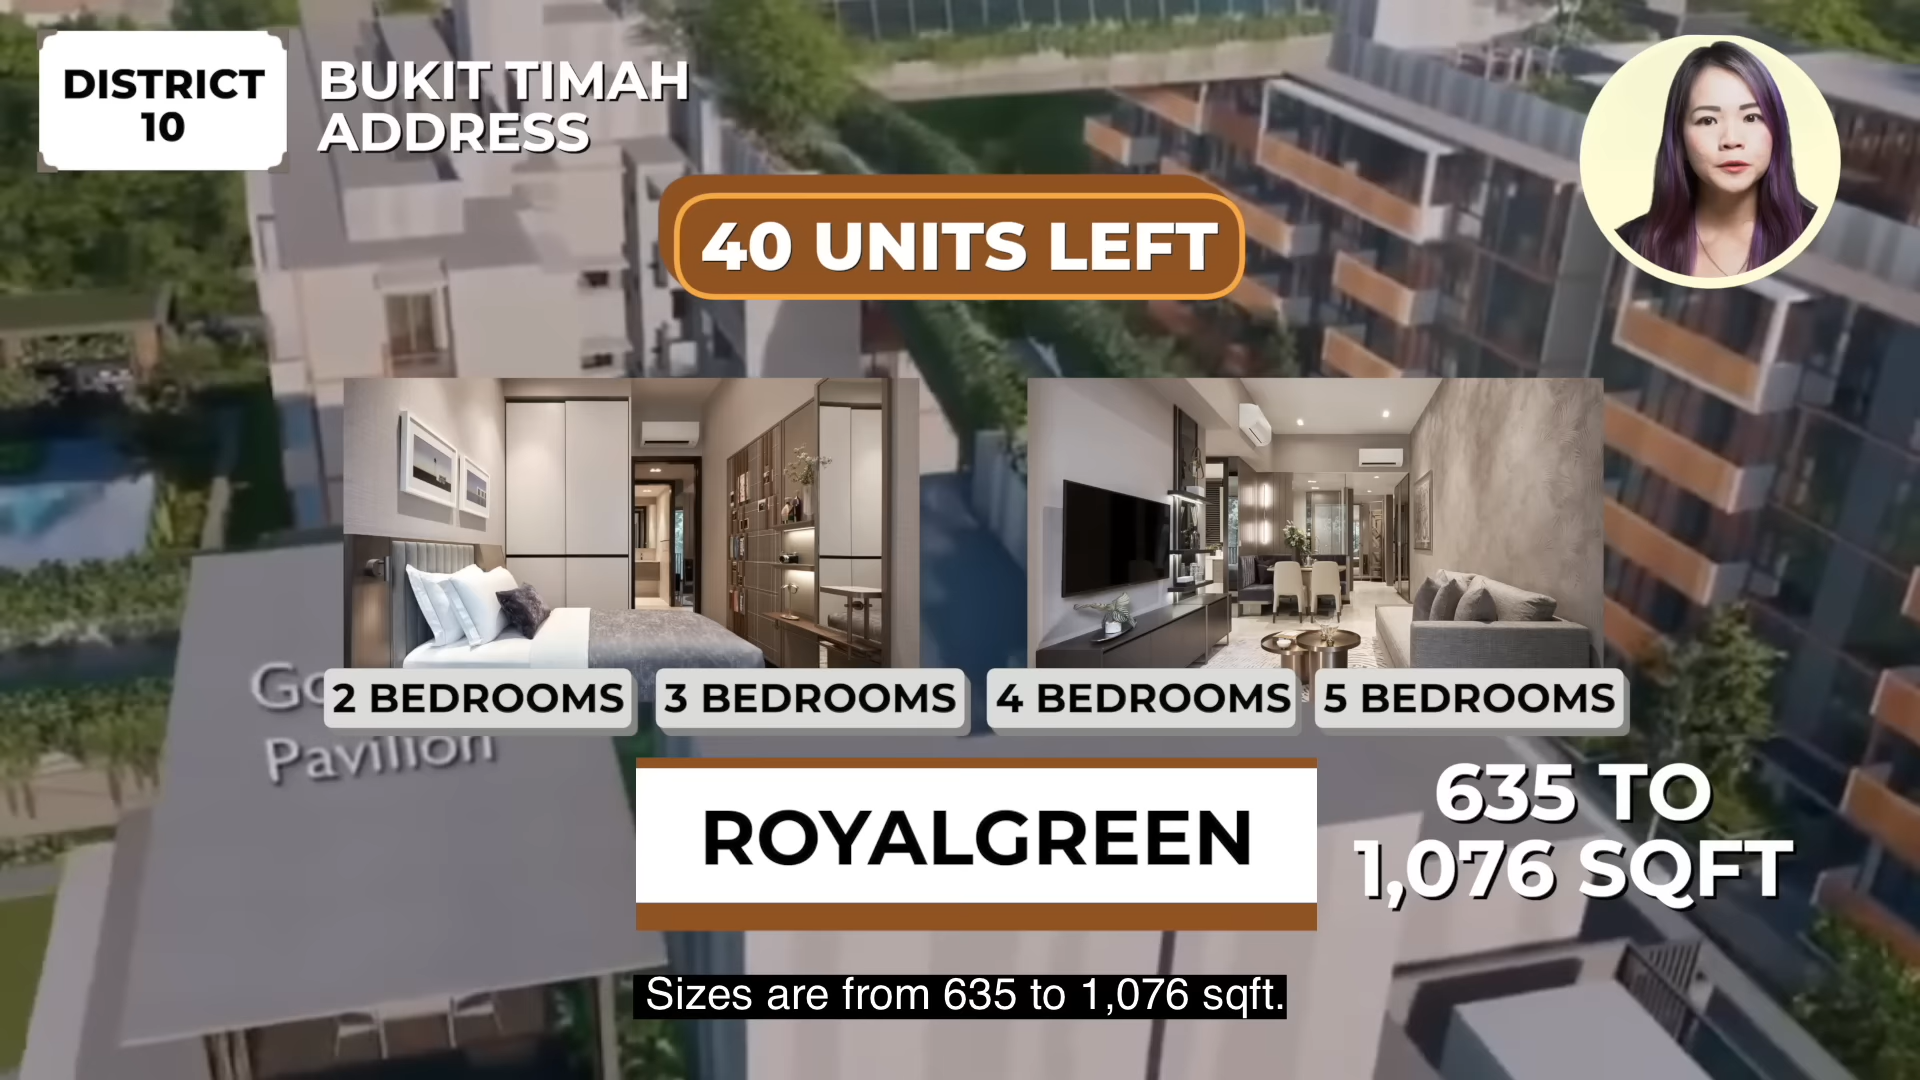 DISTRICT
10
BUKIT TIMAH
ADDRESS
40 UNITS LEFT
2 BEDROOMS
3 BEDROOMS
4 BEDROOMS
5 BEDROOMS
Pavilion
ROYALGREEN
635 TO
1,076 SQFT
Sizes are from 635 to 1,076 sqft.